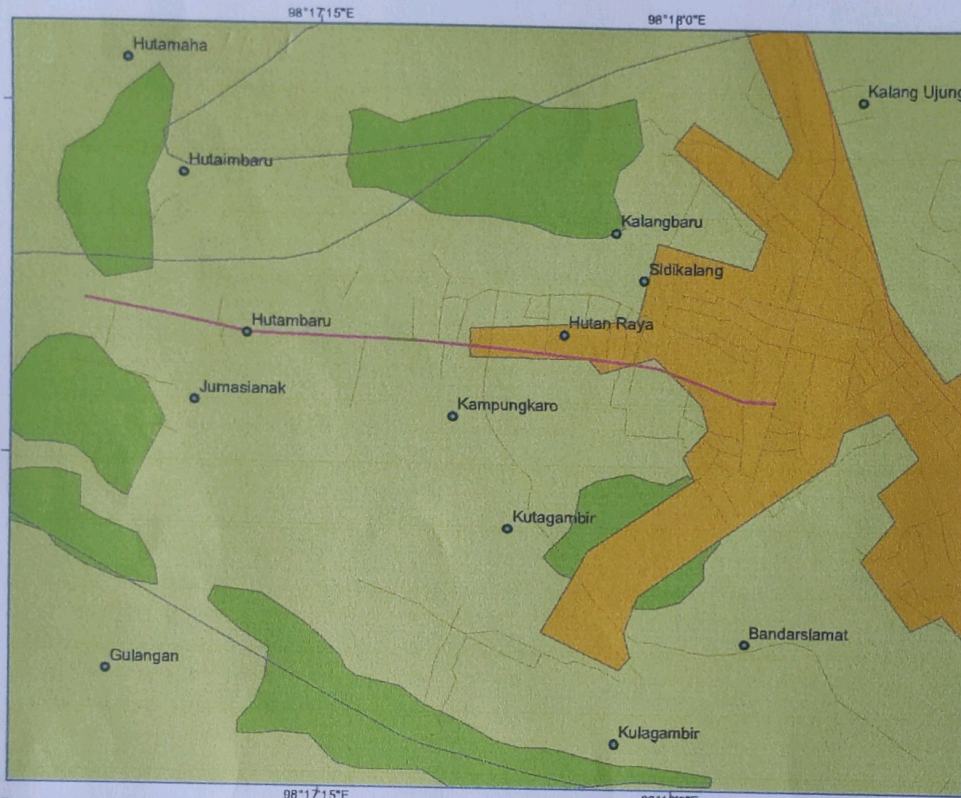 98°17'15"E
98°18'0"E
Hutamaha
Kalang Ujung
Hutaimbaru
Kalangbaru
Sidikalang
Hutambaru
Hutan Raya
Jumasianak
Kampungkaro
Kutagambir
Bandarslamat
Gulangan
Kulagambir
98°17'15"E